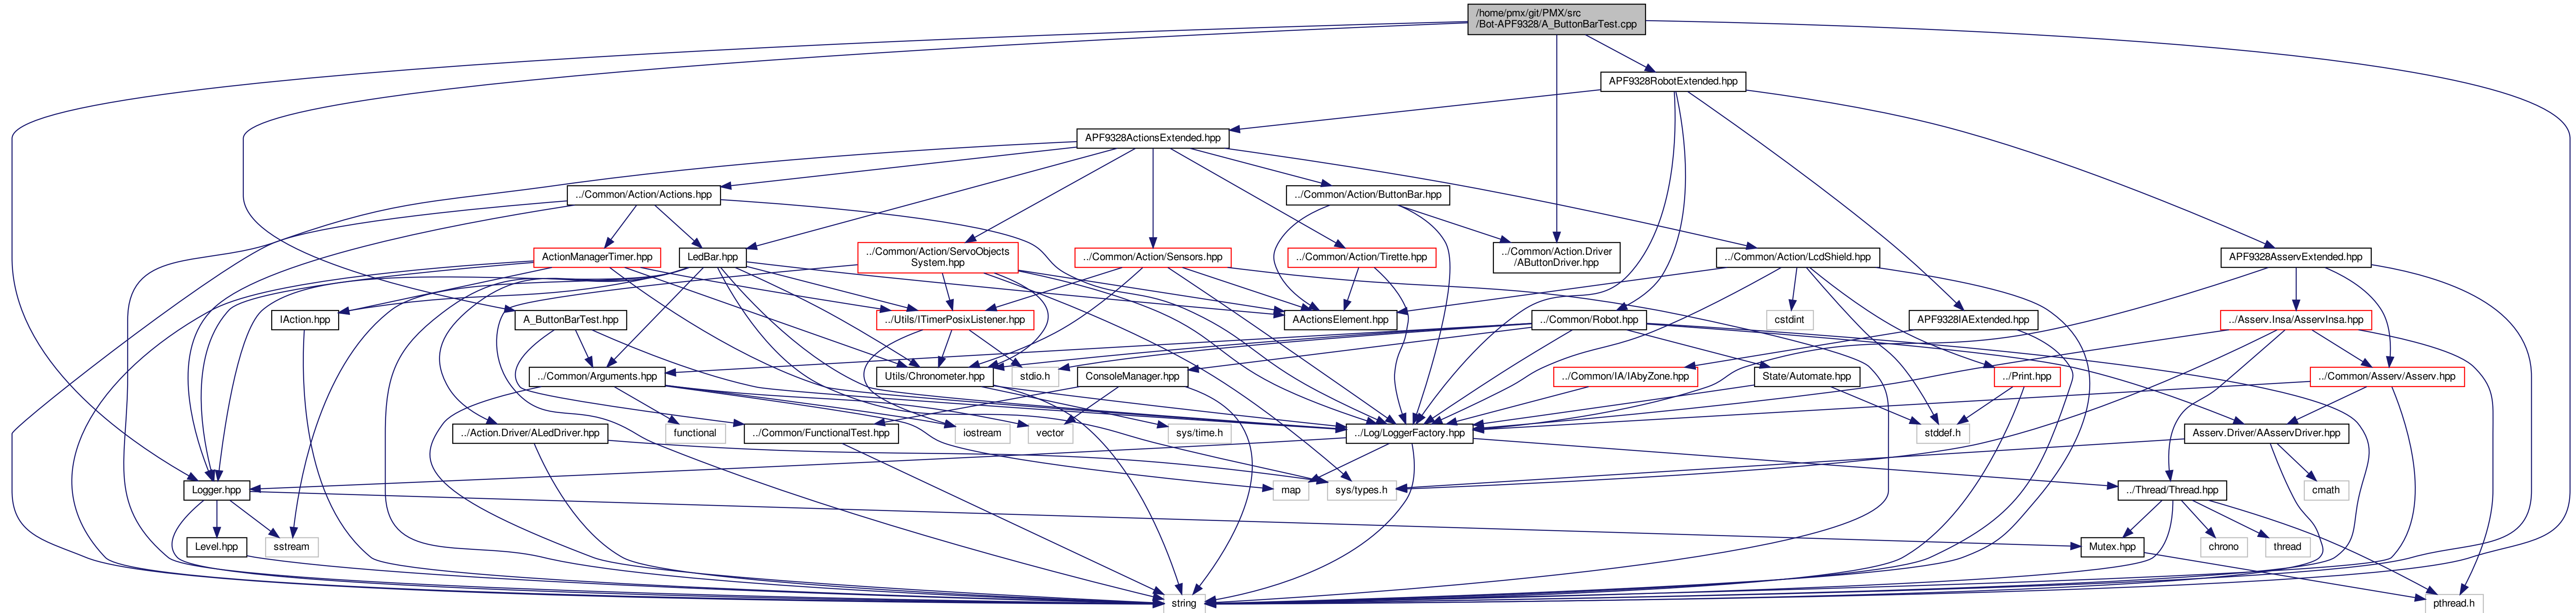 /home/pmx/git/PMX/src
/Bot-APF9328/A_ButtonBarTest.cpp
APF9328RobotExtended.hpp
APF9328ActionsExtended.hpp
../Common/Action/Actions.hpp
../Common/Action/ButtonBar.hpp
ActionManagerTimer.hpp
LedBar.hpp
../Common/Action/ServoObjects
System.hpp
../Common/Action/Sensors.hpp
../Common/Action/Tirette.hpp
../Common/Action.Driver
/AButtonDriver.hpp
../Common/Action/LcdShield.hpp
APF9328AsservExtended.hpp
IAction.hpp
A_ButtonBarTest.hpp
../Utils/ITimerPosixListener.hpp
AActionsElement.hpp
../Common/Robot.hpp
cstdint
APF9328IAExtended.hpp
../Asserv.Insa/AsservInsa.hpp
../Common/Arguments.hpp
Utils/Chronometer.hpp
stdio.h
ConsoleManager.hpp
../Common/IA/IAbyZone.hpp
State/Automate.hpp
../Print.hpp
../Common/Asserv/Asserv.hpp
../Action.Driver/ALedDriver.hpp
functional
../Common/FunctionalTest.hpp
iostream
vector
sys/time.h
../Log/LoggerFactory.hpp
stddef.h
Asserv.Driver/AAsservDriver.hpp
Logger.hpp
map
sys/types.h
../Thread/Thread.hpp
cmath
Level.hpp
sstream
Mutex.hpp
chrono
thread
string
pthread.h